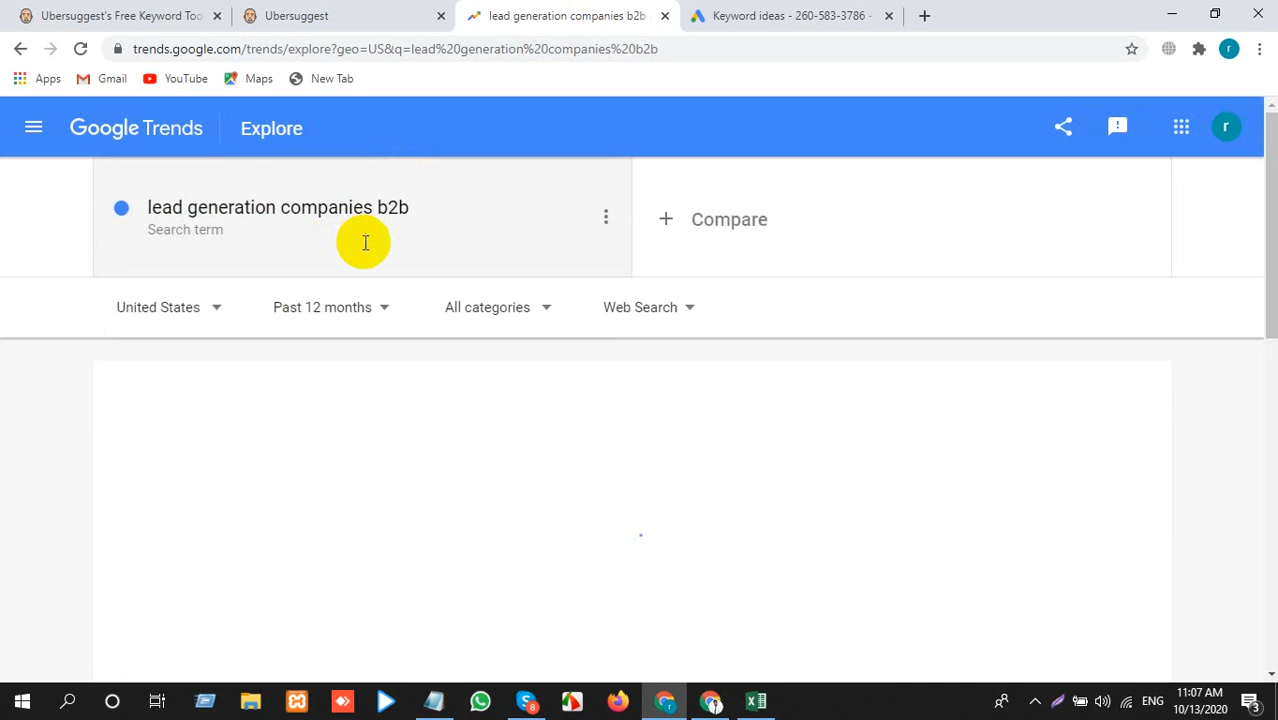 Ubersuggest's Free Keyword Too
Ubersuggest
lead generation companies b2b
Keyword ideas - 260-583-3786 -
trends.google.com/trends/explore?geo=US&q=lead%20generation%20companies%20b2b
r
Apps
Gmail
YouTube
Maps
New Tab
Google Trends
Explore
r
lead generation companies b2b
Search term
+ Compare
United States
Past 12 months
All categories
Web Search
8
r
ENG
11:07 AM
10/13/2020
3